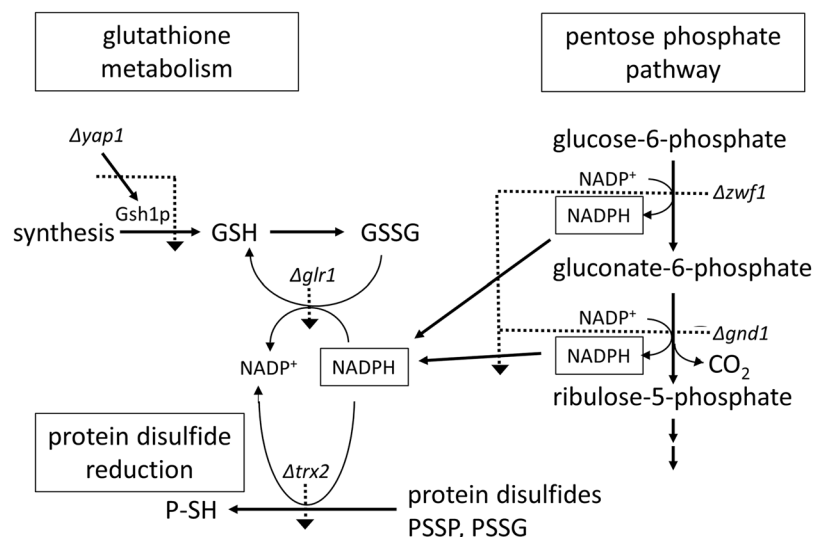 glutathione
metabolism
pentose phosphate
pathway
Δyap1
glucose-6-phosphate
NADP⁺
Δzwf1
NADPH
Gsh1p
synthesis
GSH
GSSG
gluconate-6-phosphate
Δglr1
NADP⁺
Δgnd1
NADPH
CO₂
NADP⁺
NADPH
ribulose-5-phosphate
protein disulfide
reduction
Δtrx2
protein disulfides
P-SH
PSSP, PSSG